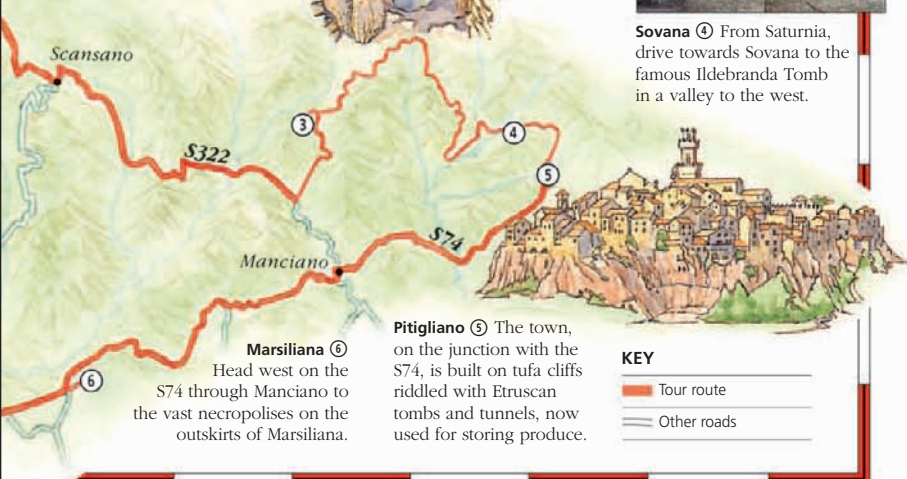 Sovana ④ From Saturnia,
drive towards Sovana to the
famous Ildebranda Tomb
in a valley to the west.
Scansano
③
S322
④
⑤
S74
Manciano
⑥
Marsiliana ⑥
Head west on the
S74 through Manciano to
the vast necropolises on the
outskirts of Marsiliana.
Pitigliano ⑤ The town,
on the junction with the
S74, is built on tufa cliffs
riddled with Etruscan
tombs and tunnels, now
used for storing produce.
KEY
Tour route
Other roads